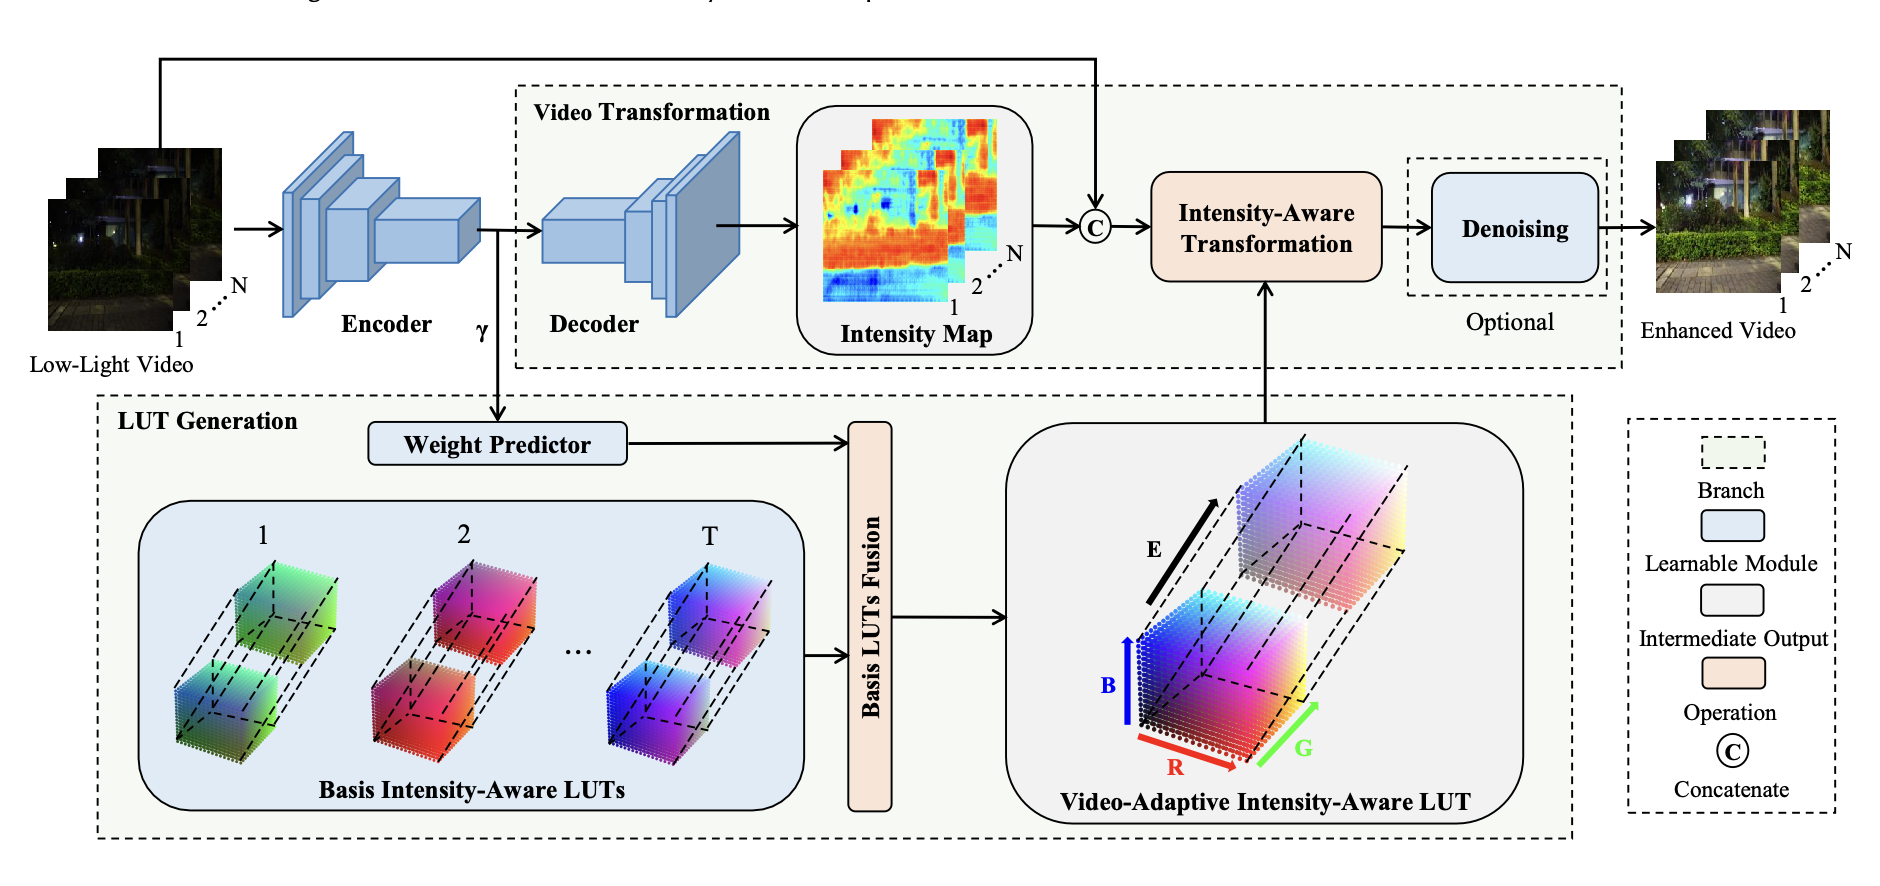 Video Transformation
N
2
1
Low-Light Video
Encoder
γ
Decoder
N
2
1
Intensity Map
C
Intensity-Aware
Transformation
Denoising
Optional
N
2
1
Enhanced Video
LUT Generation
Weight Predictor
1
2
T
...
Basis Intensity-Aware LUTs
Basis LUTs Fusion
E
B
R
G
Video-Adaptive Intensity-Aware LUT
Branch
Learnable Module
Intermediate Output
Operation
C
Concatenate